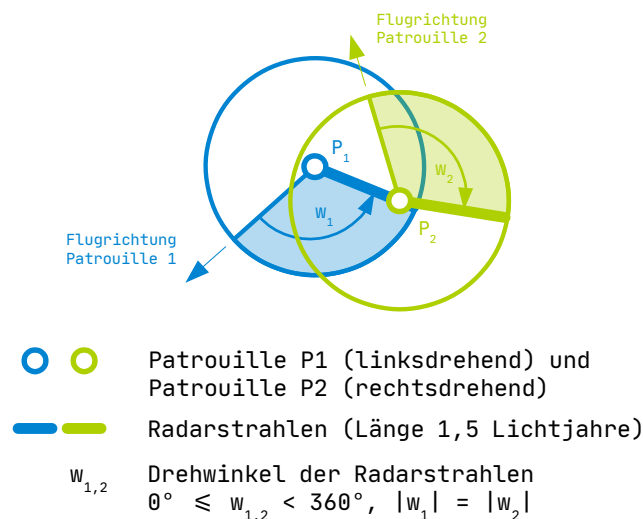 Flugrichtung
Patrouille 2
P₁
w₂
w₁
P₂
Flugrichtung
Patrouille 1
Patrouille P1 (linksdrehend) und
Patrouille P2 (rechtsdrehend)
Radarstrahlen (Länge 1,5 Lichtjahre)
w₁,₂ Drehwinkel der Radarstrahlen
0° ⩽ w₁,₂ < 360°, |w₁| = |w₂|